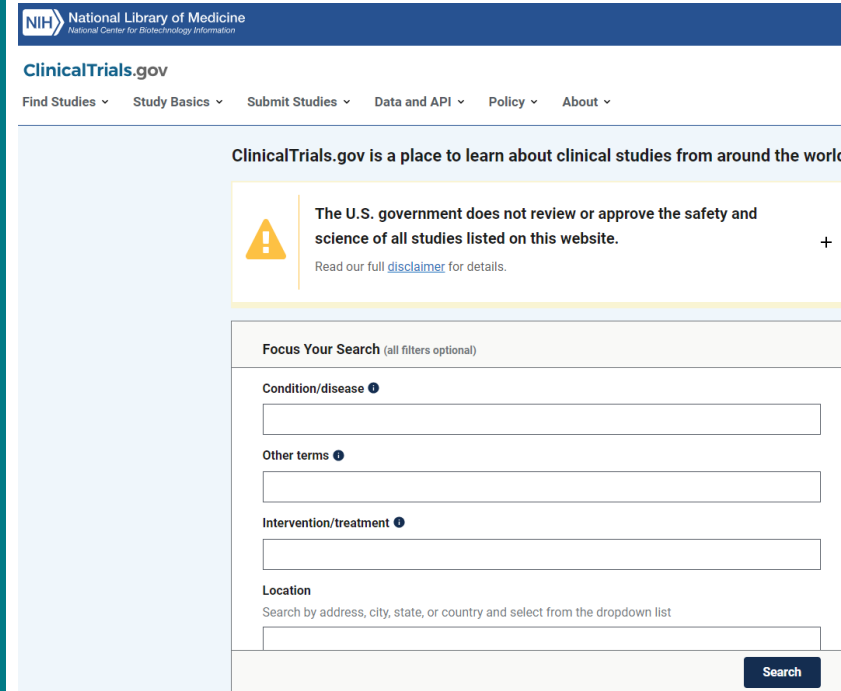 NIH National Library of Medicine
National Center for Biotechnology Information
ClinicalTrials.gov
Find Studies Study Basics Submit Studies Data and API Policy About
ClinicalTrials.gov is a place to learn about clinical studies from around the
The U.S. government does not review or approve the safety and
science of all studies listed on this website.
Read our full disclaimer for details.
Focus Your Search (all filters optional)
Condition/disease
Other terms
Intervention/treatment
Location
Search by address, city, state, or country and select from the dropdown list
Search